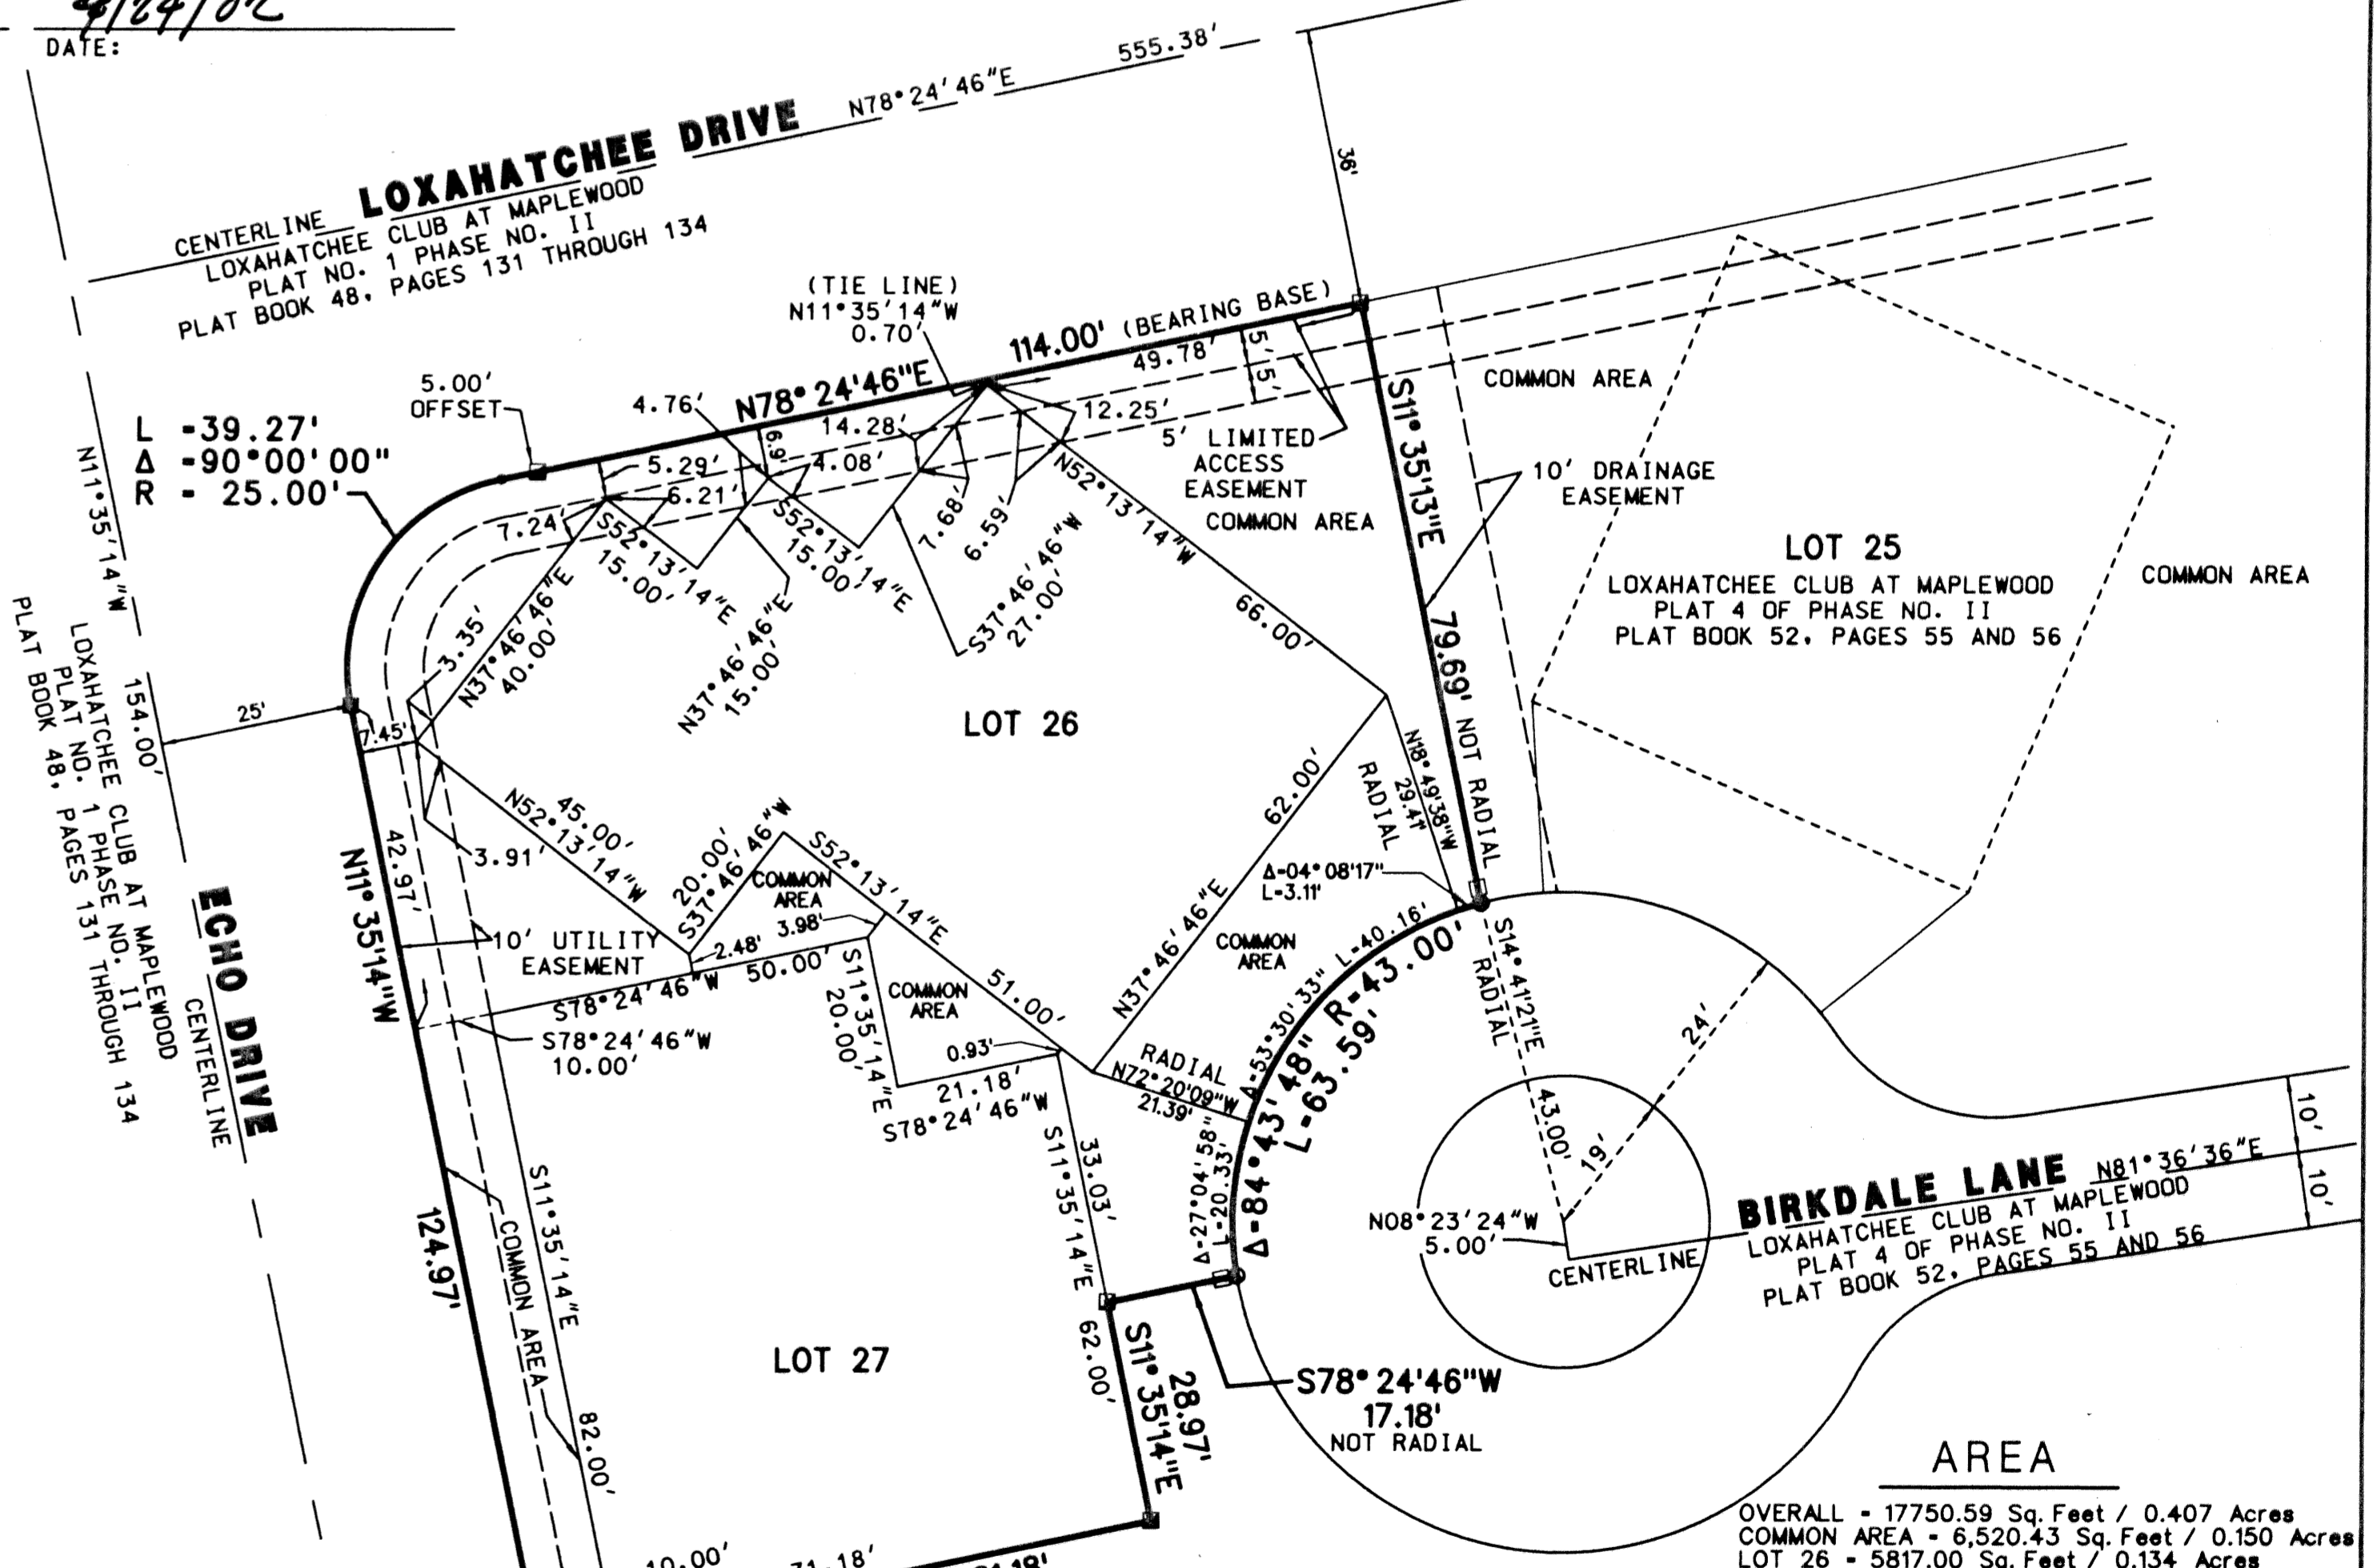 4/24/02
DATE:
555.38'
N78°24'46"E
CENTERLINE LOXAHATCHEE DRIVE
LOXAHATCHEE CLUB AT MAPLEWOOD
PLAT NO. 1 PHASE NO. II
PLAT BOOK 48, PAGES 131 THROUGH 134
36'
(TIE LINE)
N11°35'14"W
0.70'
114.00' (BEARING BASE)
N78°24'46"E
49.78'
5'
5'
5.00'
OFFSET
4.76'
14.28'
12.25'
6.9'
4.08'
5.29'
6.21'
7.24'
L -39.27'
Δ -90°00'00"
R - 25.00'
5' LIMITED
ACCESS
EASEMENT
COMMON AREA
COMMON AREA
S11°35'13"E
79.69' NOT RADIAL
10' DRAINAGE
EASEMENT
LOT 25
LOXAHATCHEE CLUB AT MAPLEWOOD
PLAT 4 OF PHASE NO. II
PLAT BOOK 52, PAGES 55 AND 56
COMMON AREA
S52°13'14"E
15.00'
S52°13'14"E
15.00'
7.68'
6.59'
N52°13'14"W
66.00'
S37°46'46"W
27.00'
N37°46'46"E
15.00'
N37°46'46"E
40.00'
3.35'
N11°35'14"W
154.00'
LOXAHATCHEE CLUB AT MAPLEWOOD
PLAT NO. 1 PHASE NO. II
PLAT BOOK 48, PAGES 131 THROUGH 134
25'
7.45'
LOT 26
42.97'
N11°35'14"W
3.91'
45.00'
N52°13'14"W
20.00'
S37°46'46"W
S52°13'14"E
51.00'
COMMON
AREA
3.98'
2.48'
62.00'
N37°46'46"E
N18°49'38"W
29.41'
RADIAL
Δ-04°08'17"
L-3.11'
COMMON
AREA
10' UTILITY
EASEMENT
S78°24'46"W
50.00'
S78°24'46"W
10.00'
S11°35'14"E
20.00'
COMMON
AREA
0.93'
21.18'
S78°24'46"W
RADIAL
N72°20'09"W
21.39'
Δ-53°30'33" L-40.16'
Δ-84°43'48" R-43.00'
L-63.59'
Δ-27°04'58"
L-20.33'
S14°41'21"E
RADIAL
43.00'
24'
19'
ECHO DRIVE
CENTERLINE
124.97'
COMMON AREA
S11°35'14"E
82.00'
33.03'
S11°35'14"E
62.00'
S11°35'14"E
28.97'
LOT 27
S78°24'46"W
17.18'
NOT RADIAL
N08°23'24"W
5.00'
CENTERLINE
BIRKDALE LANE N81°36'36"E
LOXAHATCHEE CLUB AT MAPLEWOOD
PLAT 4 OF PHASE NO. II
PLAT BOOK 52, PAGES 55 AND 56
10'
10'
AREA
OVERALL - 17750.59 Sq. Feet / 0.407 Acres
COMMON AREA - 6,520.43 Sq. Feet / 0.150 Acres
LOT 26 - 5817.00 Sq. Feet / 0.134 Acres
10.00'
71.18'